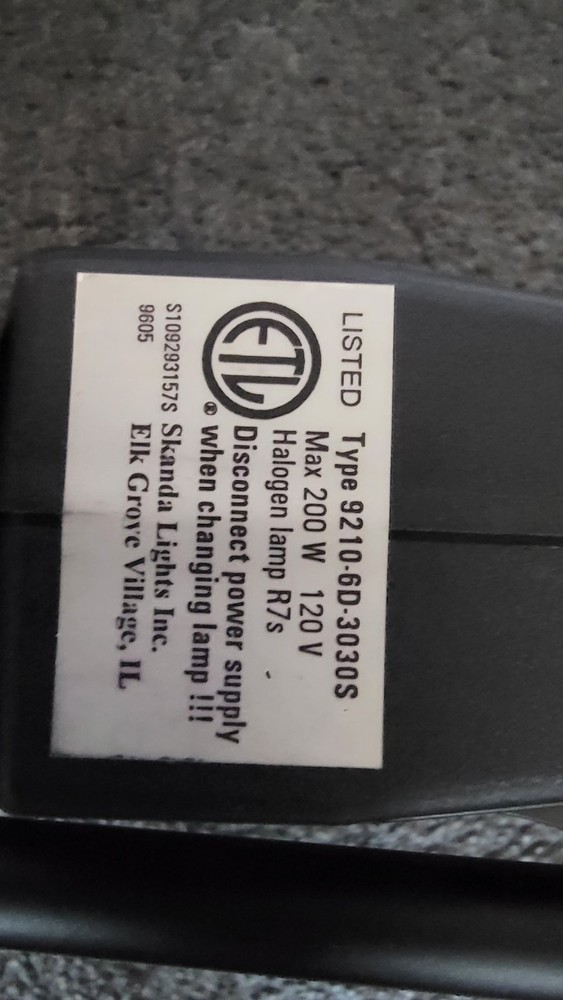 LISTED Type 9210-6D-3030S
Max 200 W 120 V
Halogen lamp R7s
ETL® Disconnect power supply
when changing lamp !!!
S109293157S Skanda Lights Inc.
9605 Elk Grove Village, IL